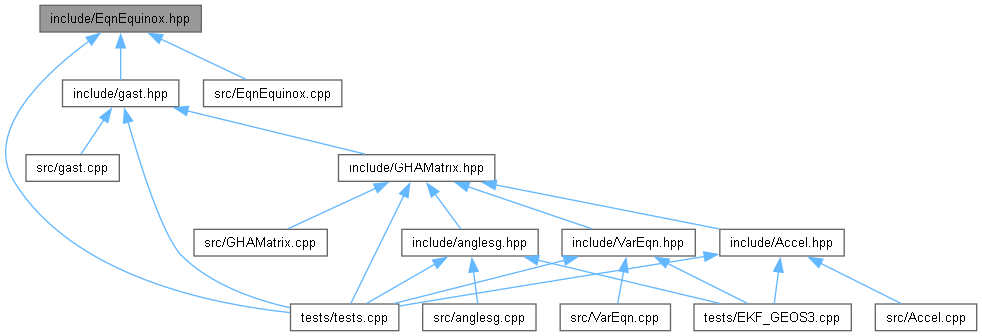 include/EqnEquinox.hpp
include/gast.hpp
src/EqnEquinox.cpp
src/gast.cpp
include/GHAMatrix.hpp
src/GHAMatrix.cpp
include/anglesg.hpp
include/VarEqn.hpp
include/Accel.hpp
tests/tests.cpp
src/anglesg.cpp
src/VarEqn.cpp
tests/EKF_GEOS3.cpp
src/Accel.cpp